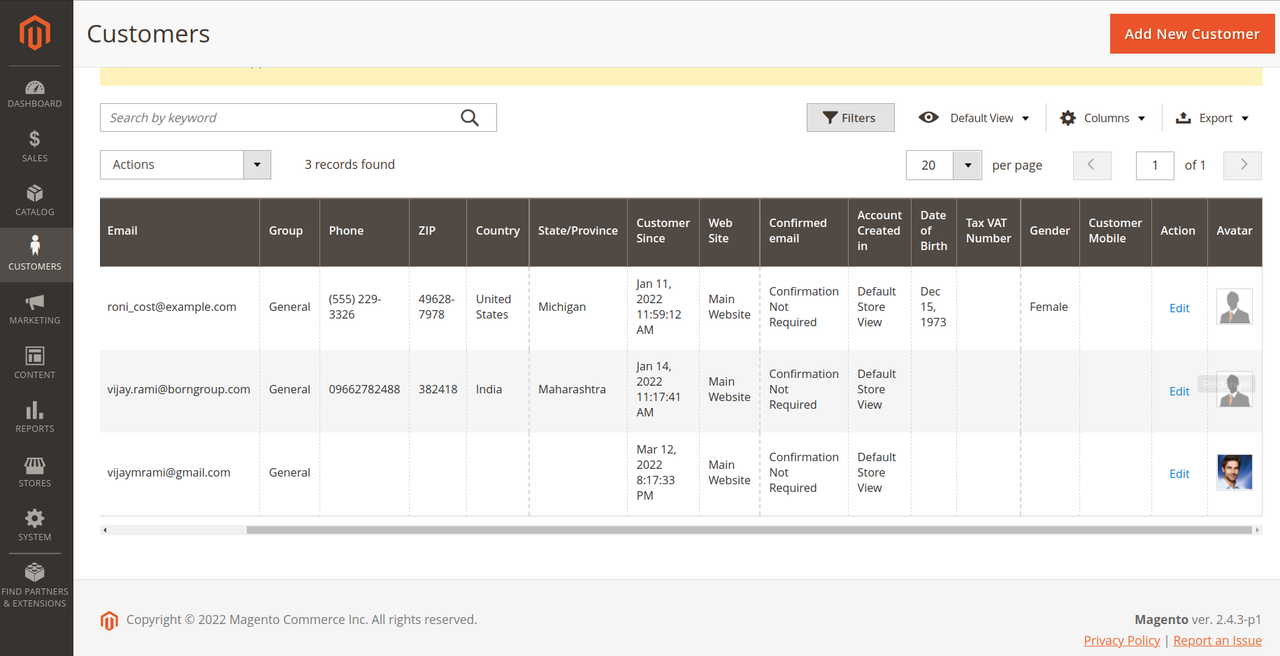 Customers
Add New Customer
DASHBOARD
SALES
CATALOG
CUSTOMERS
MARKETING
CONTENT
REPORTS
STORES
SYSTEM
FIND PARTNERS
& EXTENSIONS
Search by keyword
Filters
Default View
Columns
Export
Actions
3 records found
20
per page
1
of 1
Email
Group
Phone
ZIP
Country
State/Province
Customer
Since
Web
Site
Confirmed
email
Account
Created
in
Date
of
Birth
Tax VAT
Number
Gender
Customer
Mobile
Action
Avatar
roni_cost@example.com
General
(555) 229-
3326
49628-
7978
United
States
Michigan
Jan 11,
2022
11:59:12
AM
Main
Website
Confirmation
Not
Required
Default
Store
View
Dec
15,
1973
Female
Edit
vijay.rami@borngroup.com
General
09662782488
382418
India
Maharashtra
Jan 14,
2022
11:17:41
AM
Main
Website
Confirmation
Not
Required
Default
Store
View
Edit
vijaymrami@gmail.com
General
Mar 12,
2022
8:17:33
PM
Main
Website
Confirmation
Not
Required
Default
Store
View
Edit
Copyright © 2022 Magento Commerce Inc. All rights reserved.
Magento ver. 2.4.3-p1
Privacy Policy | Report an Issue